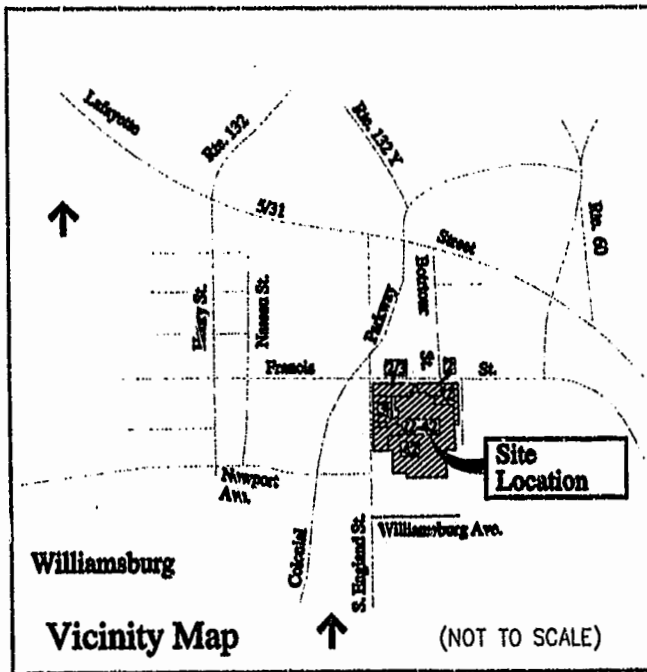 Lafayette
Rte. 132
Rte. 132 Y
5/31
Street
Rte. 60
Henry St.
Nassau St.
Parkway
St.
Francis
St.
Newport
Ave.
Site
Location
Williamsburg Ave.
Colonial
S. England St.
Williamsburg
Vicinity Map
(NOT TO SCALE)